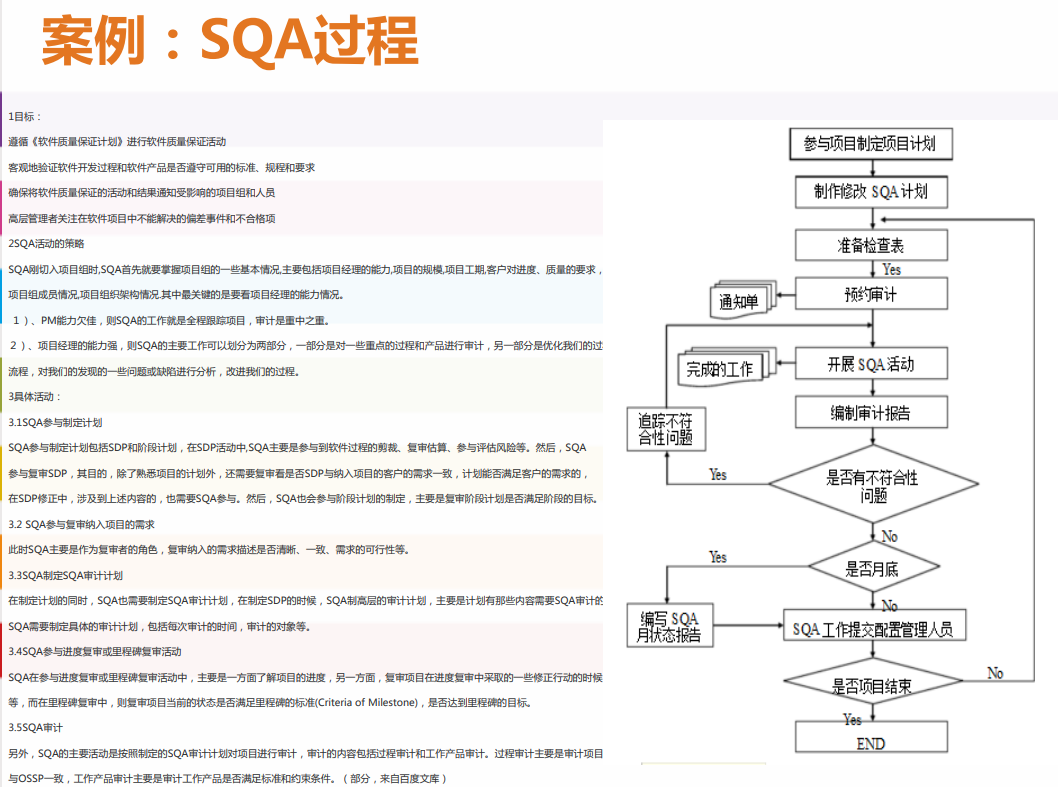 案例：SQA过程
1目标：
遵循《软件质量保证计划》进行软件质量保证活动
客观地验证软件开发过程和软件产品是否遵守可用的标准、规程和要求
确保将软件质量保证的活动和结果通知受影响的项目组和人员
高层管理者关注在软件项目中不能解决的偏差事件和不合格项
2SQA活动的策略
SQA刚切入项目组时,SQA首先就要掌握项目组的一些基本情况,主要包括项目经理的能力,项目的规模,项目工期,客户对进度、质量的要求，
项目组成员情况,项目组织架构情况.其中最关键的是要看项目经理的能力情况。
１）、PM能力欠佳，则SQA的工作就是全程跟踪项目，审计是重中之重。
２）、项目经理的能力强，则SQA的主要工作可以划分为两部分，一部分是对一些重点的过程和产品进行审计，另一部分是优化我们的过
流程，对我们的发现的一些问题或缺陷进行分析，改进我们的过程。
3具体活动：
3.1SQA参与制定计划
SQA参与制定计划包括SDP和阶段计划，在SDP活动中,SQA主要是参与到软件过程的剪裁、复审估算、参与评估风险等。然后，SQA
参与复审SDP，其目的，除了熟悉项目的计划外，还需要复审看是否SDP与纳入项目的客户的需求一致，计划能否满足客户的需求的，
在SDP修正中，涉及到上述内容的，也需要SQA参与。然后，SQA也会参与阶段计划的制定，主要是复审阶段计划是否满足阶段的目标。
3.2 SQA参与复审纳入项目的需求
此时SQA主要是作为复审者的角色，复审纳入的需求描述是否清晰、一致、需求的可行性等。
3.3SQA制定SQA审计计划
在制定计划的同时，SQA也需要制定SQA审计计划，在制定SDP的时候，SQA制高层的审计计划，主要是计划有那些内容需要SQA审计的
SQA需要制定具体的审计计划，包括每次审计的时间，审计的对象等。
3.4SQA参与进度复审或里程碑复审活动
SQA在参与进度复审或里程碑复审活动中，主要是一方面了解项目的进度，另一方面，复审项目在进度复审中采取的一些修正行动的时候
等，而在里程碑复审中，则复审项目当前的状态是否满足里程碑的标准(Criteria of Milestone)，是否达到里程碑的目标。
3.5SQA审计
另外，SQA的主要活动是按照制定的SQA审计计划对项目进行审计，审计的内容包括过程审计和工作产品审计。过程审计主要是审计项目
与OSSP一致，工作产品审计主要是审计工作产品是否满足标准和约束条件。（部分，来自百度文库）
参与项目制定项目计划
制作修改 SQA 计划
准备检查表
Yes
预约审计
通知单
开展 SQA 活动
完成的工作
编制审计报告
追踪不符
合性问题
是否有不符合性
问题
Yes
No
是否月底
Yes
No
编写 SQA
月状态报告
SQA 工作提交配置管理人员
是否项目结束
No
Yes
END